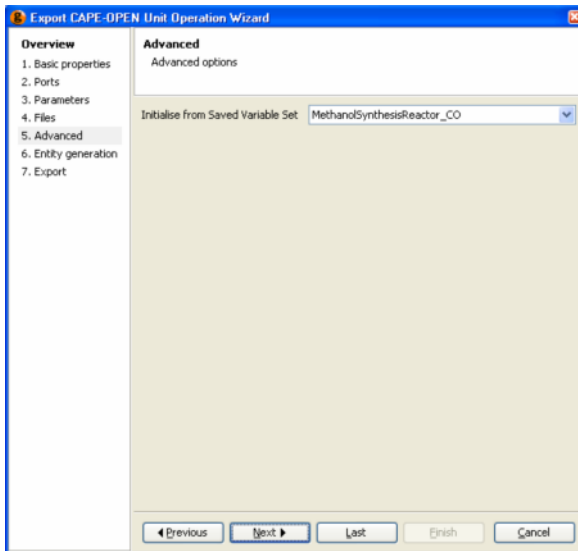 Export CAPE-OPEN Unit Operation Wizard
Overview
1. Basic properties
2. Ports
3. Parameters
4. Files
5. Advanced
6. Entity generation
7. Export
Advanced
Advanced options
Initialise from Saved Variable Set MethanolSynthesisReactor_CO
Previous Next Last Finish Cancel